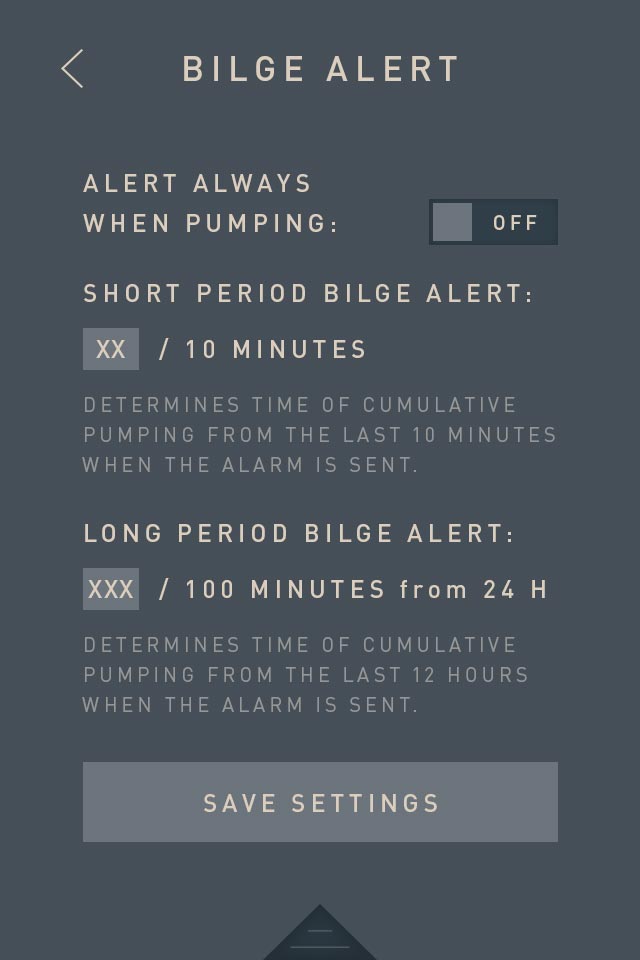 BILGE ALERT
ALERT ALWAYS
WHEN PUMPING:
OFF
SHORT PERIOD BILGE ALERT:
XX / 10 MINUTES
DETERMINES TIME OF CUMULATIVE
PUMPING FROM THE LAST 10 MINUTES
WHEN THE ALARM IS SENT.
LONG PERIOD BILGE ALERT:
XXX / 100 MINUTES from 24 H
DETERMINES TIME OF CUMULATIVE
PUMPING FROM THE LAST 12 HOURS
WHEN THE ALARM IS SENT.
SAVE SETTINGS